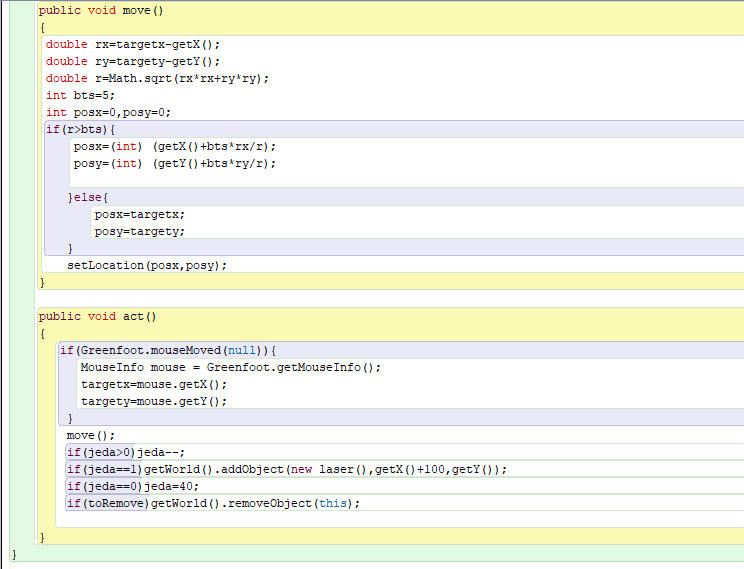 public void move()
{
double rx=targetx-getX();
double ry=targety-getY();
double r=Math.sqrt(rx*rx+ry*ry);
int bts=5;
int posx=0,posy=0;
if(r>bts){
posx=(int) (getX()+bts*rx/r);
posy=(int) (getY()+bts*ry/r);
}else{
posx=targetx;
posy=targety;
}
setLocation(posx,posy);
}
public void act()
{
if(Greenfoot.mouseMoved(null)){
MouseInfo mouse = Greenfoot.getMouseInfo();
targetx=mouse.getX();
targety=mouse.getY();
}
move();
if(jeda>0)jeda--;
if(jeda==1)getWorld().addObject(new laser(),getX()+100,getY());
if(jeda==0)jeda=40;
if(toRemove)getWorld().removeObject(this);
}
}